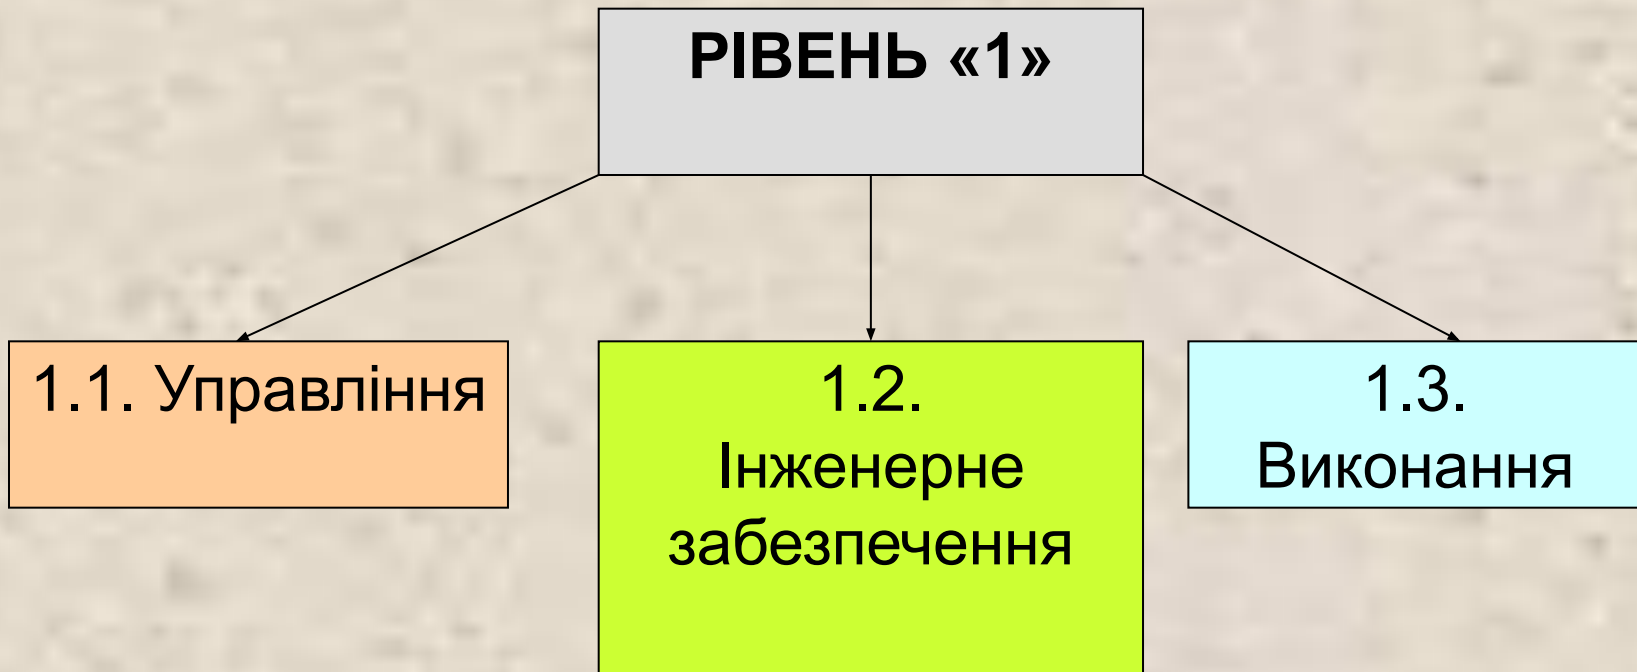 РІВЕНЬ «1»
1.1. Управління
1.2.
Інженерне
забезпечення
1.3.
Виконання